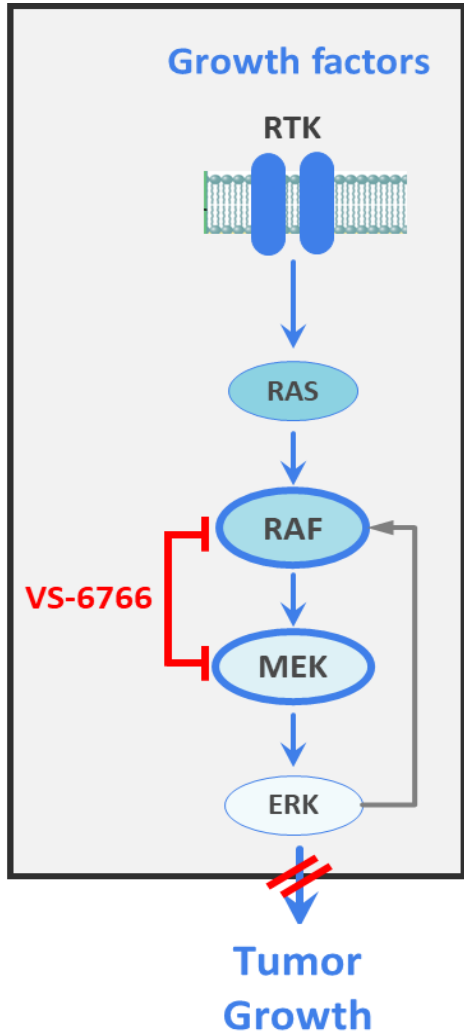 Growth factors
RTK
RAS
RAF
VS-6766
MEK
ERK
Tumor
Growth